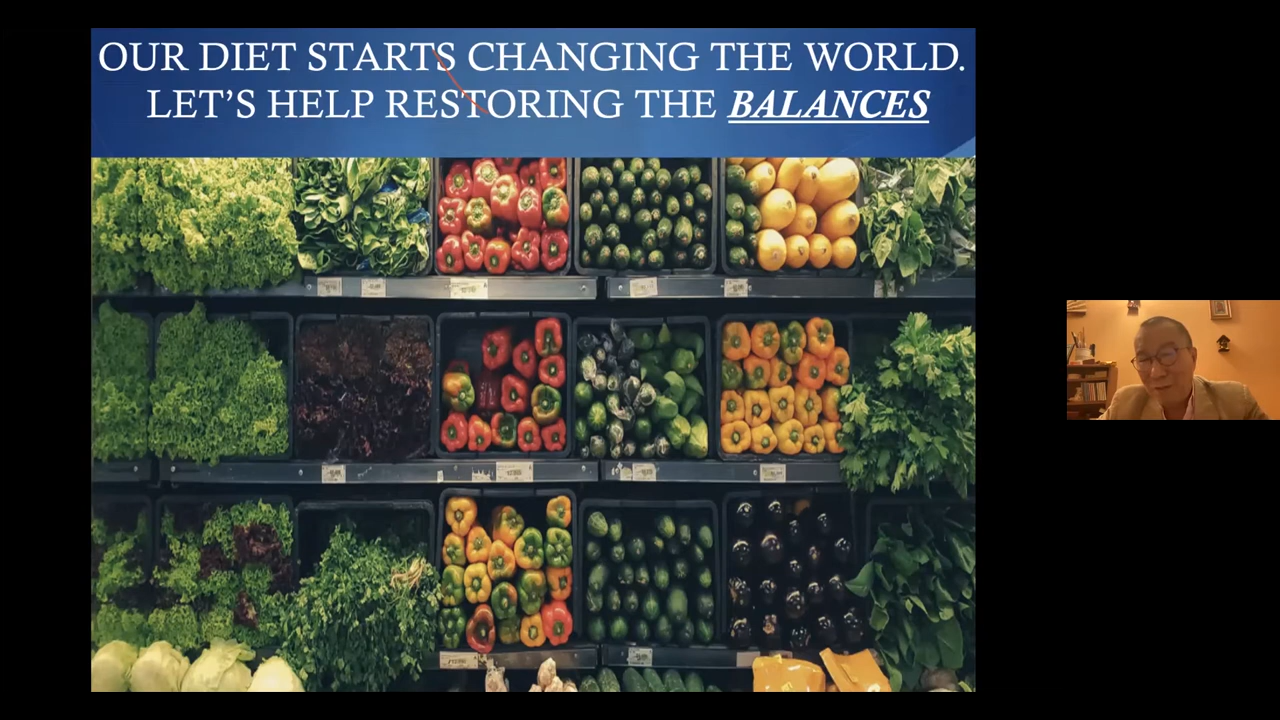 OUR DIET STARTS CHANGING THE WORLD.
LET’S HELP RESTORING THE BALANCES